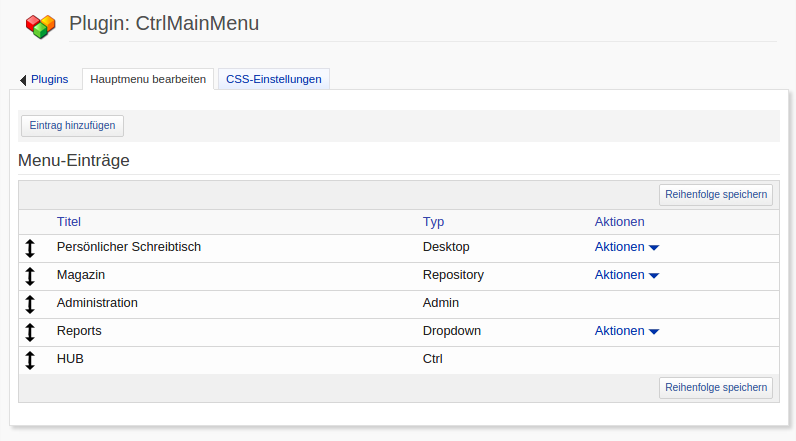 Plugin: CtrlMainMenu
Plugins
Hauptmenu bearbeiten
CSS-Einstellungen
Eintrag hinzufügen
Menu-Einträge
Reihenfolge speichern
Titel Typ Aktionen
Persönlicher Schreibtisch Desktop Aktionen
Magazin Repository Aktionen
Administration Admin
Reports Dropdown Aktionen
HUB Ctrl
Reihenfolge speichern